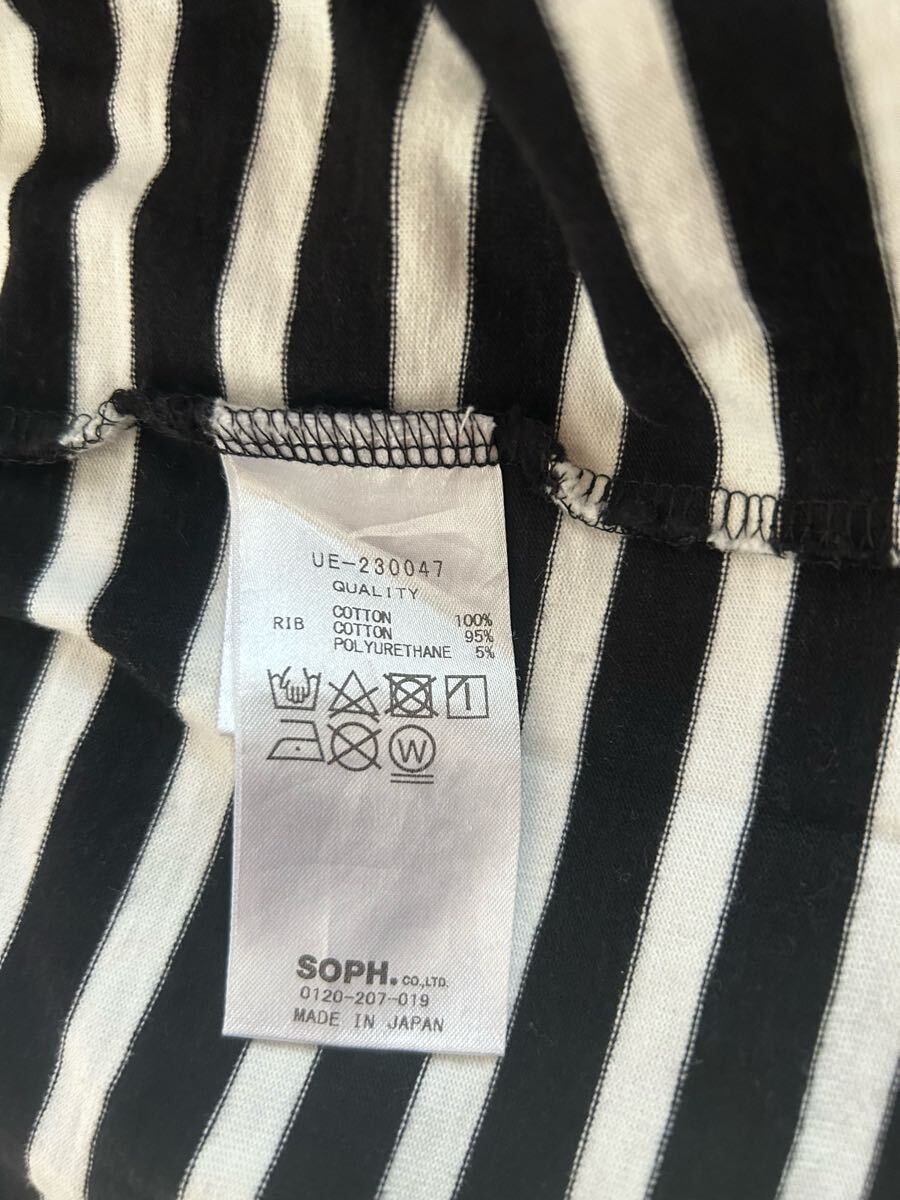 UE-230047
QUALITY
COTTON 100%
RIB COTTON 95%
POLYURETHANE 5%
W
SOPH. CO.,LTD.
0120-207-019
MADE IN JAPAN